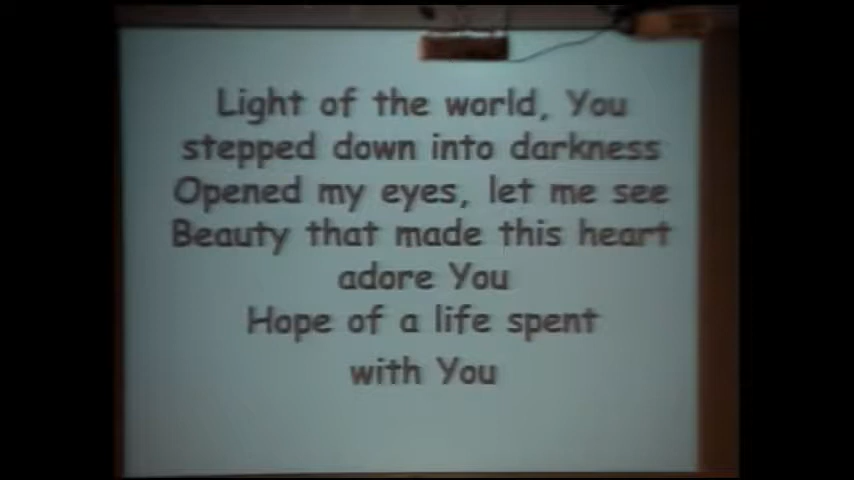 Light of the world, You
stepped down into darkness
Opened my eyes, let me see
Beauty that made this heart
adore You
Hope of a life spent
with You